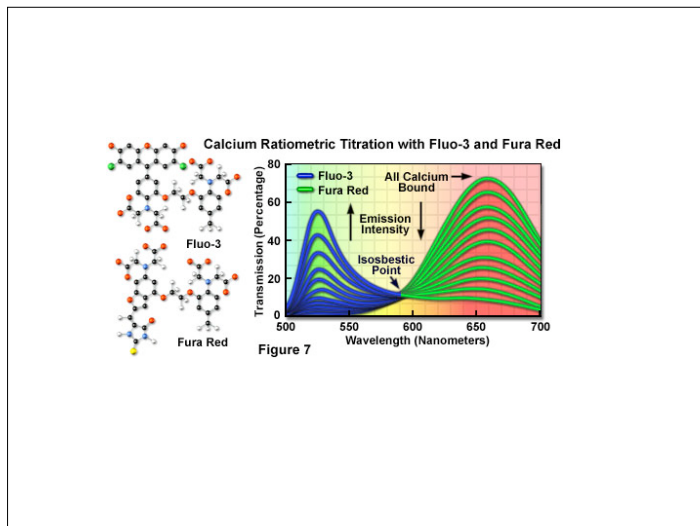 Calcium Ratiometric Titration with Fluo-3 and Fura Red
Fluo-3
Fura Red
Transmission (Percentage)
80
60
40
20
0
Fluo-3
Fura Red
All Calcium
Bound
Emission
Intensity
Isosbestic
Point
500
550
600
650
700
Wavelength (Nanometers)
Figure 7